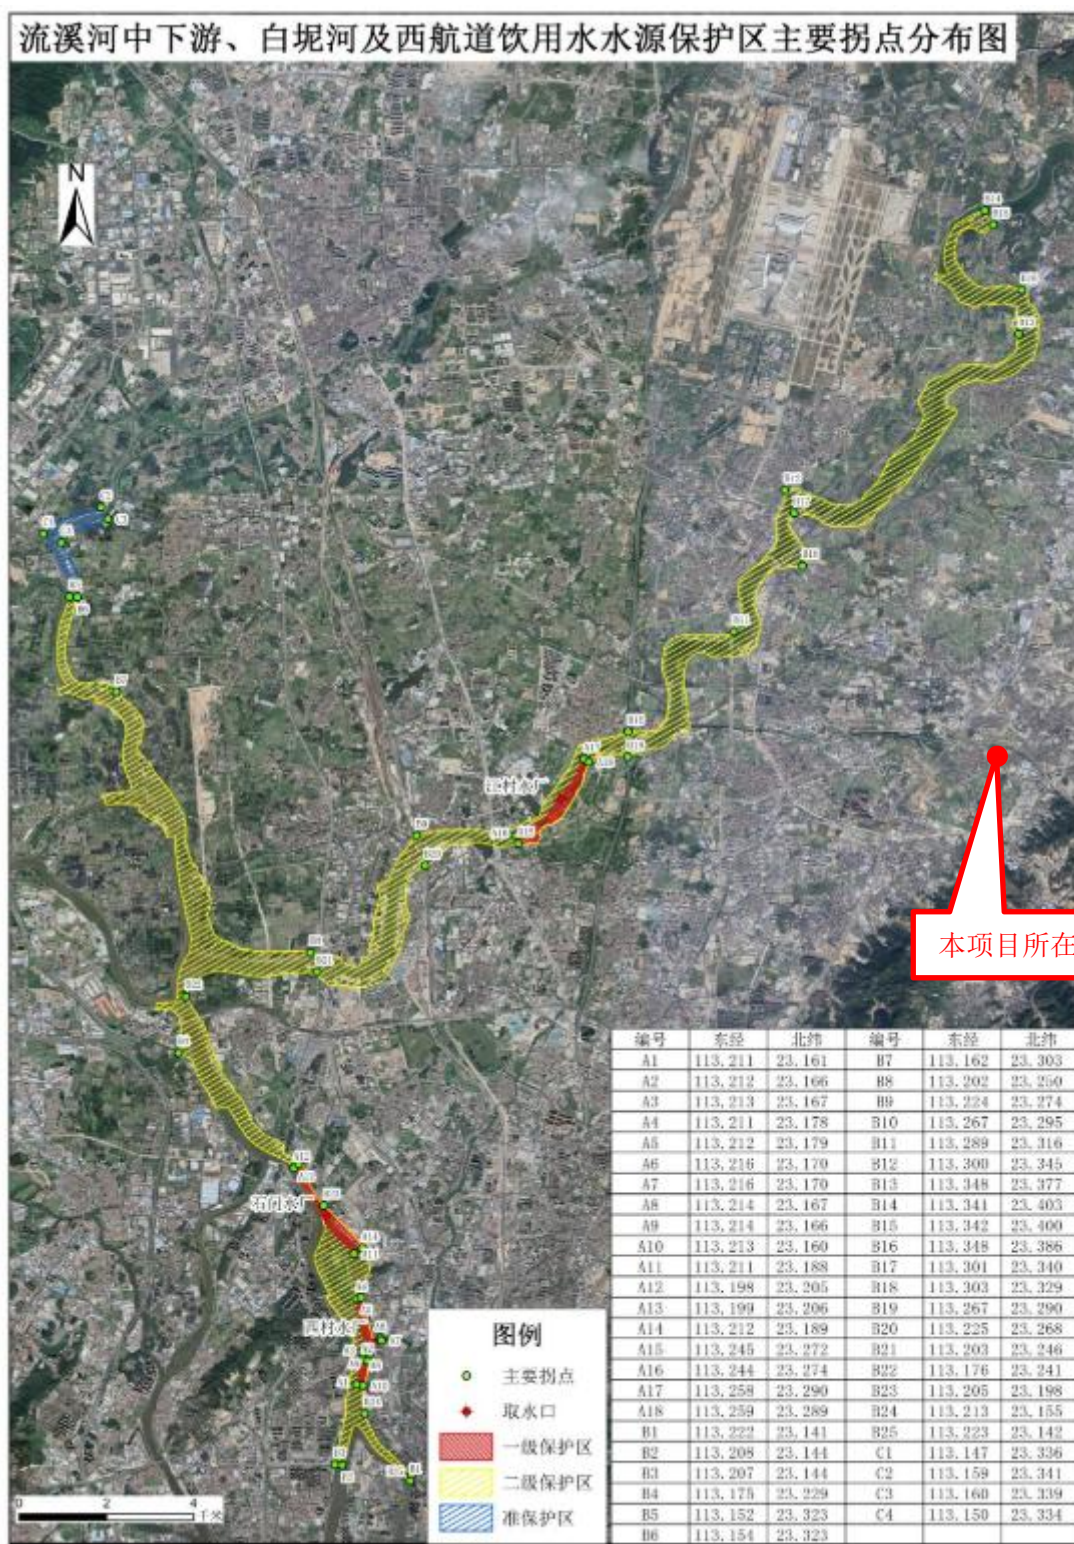 流溪河中下游、白坭河及西航道饮用水水源保护区主要拐点分布图
N
B14
B15
B13
B12
B17
B18
B11
B10
B19
A17
江村水厂
B9
B20
B7
B8
B21
A12
石门水厂
本项目所在
编号 东经 北纬 编号 东经 北纬
A1 113.211 23.161 B7 113.162 23.303
A2 113.212 23.166 B8 113.202 23.250
A3 113.213 23.167 B9 113.224 23.274
A4 113.211 23.178 B10 113.267 23.295
A5 113.212 23.179 B11 113.289 23.316
A6 113.216 23.170 B12 113.300 23.345
A7 113.216 23.170 B13 113.348 23.377
A8 113.214 23.167 B14 113.341 23.403
A9 113.214 23.166 B15 113.342 23.400
A10 113.213 23.160 B16 113.348 23.386
A11 113.211 23.188 B17 113.301 23.340
A12 113.198 23.205 B18 113.303 23.329
A13 113.199 23.206 B19 113.267 23.290
A14 113.212 23.189 B20 113.225 23.268
A15 113.245 23.272 B21 113.203 23.246
A16 113.244 23.274 B22 113.176 23.241
A17 113.258 23.290 B23 113.205 23.198
A18 113.259 23.289 B24 113.213 23.155
B1 113.222 23.141 B25 113.223 23.142
B2 113.208 23.144 C1 113.147 23.336
B3 113.207 23.144 C2 113.159 23.341
B4 113.175 23.229 C3 113.160 23.339
B5 113.152 23.323 C4 113.150 23.334
B6 113.154 23.323
图例
主要拐点
取水口
一级保护区
二级保护区
准保护区
0 2 4
千米